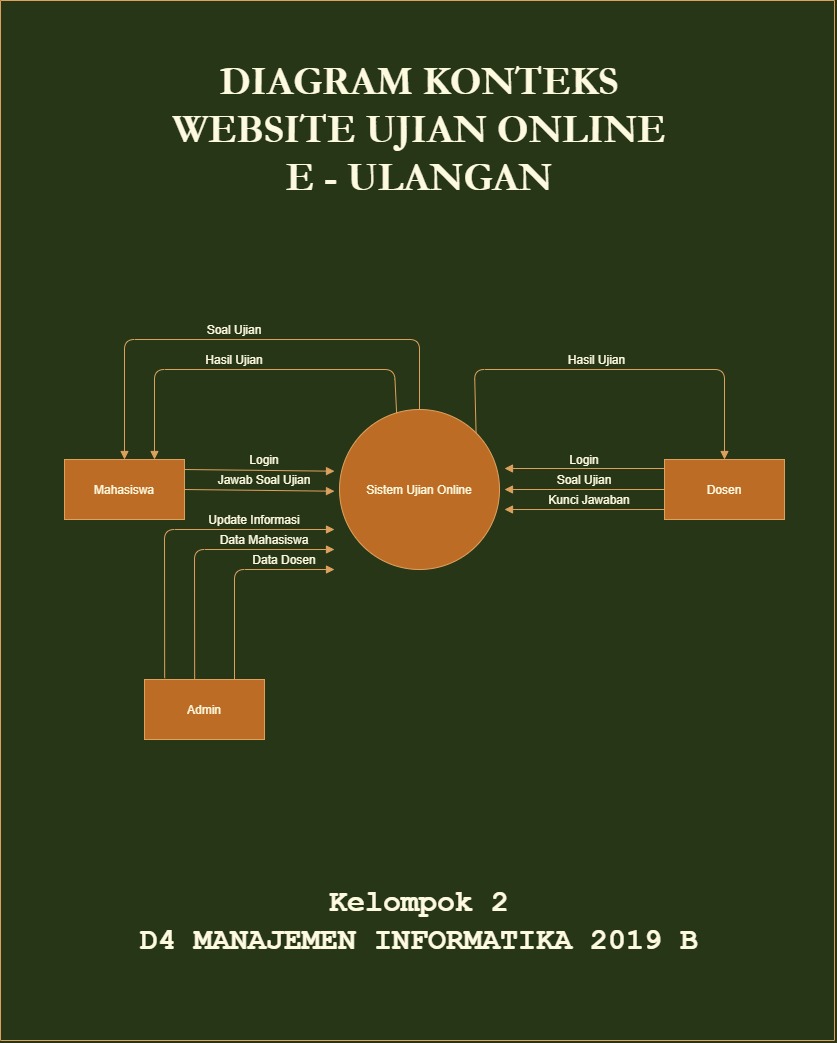 DIAGRAM KONTEKS
WEBSITE UJIAN ONLINE
E - ULANGAN
Soal Ujian
Hasil Ujian
Hasil Ujian
Login
Jawab Soal Ujian
Mahasiswa
Sistem Ujian Online
Login
Soal Ujian
Kunci Jawaban
Dosen
Update Informasi
Data Mahasiswa
Data Dosen
Admin
Kelompok 2
D4 MANAJEMEN INFORMATIKA 2019 B